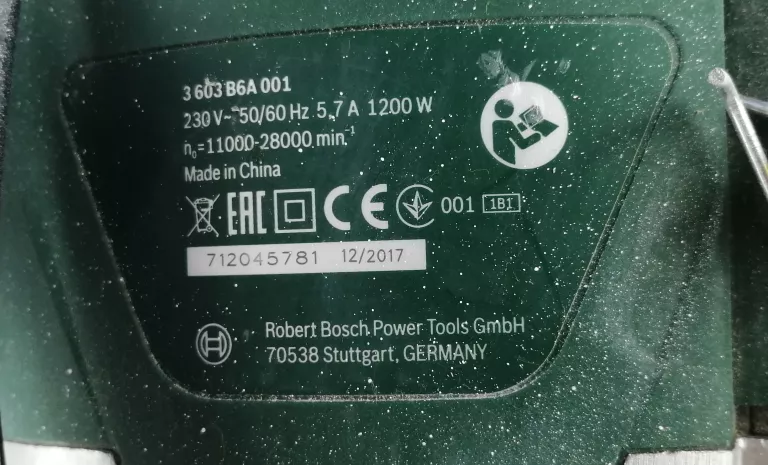 3 603 B6A 001
230 V~ 50/60 Hz 5,7 A 1200 W
n₀=11000-28000 min.⁻¹
Made in China
EAC CE 001 1B1
712045781 12/2017
Robert Bosch Power Tools GmbH
70538 Stuttgart, GERMANY